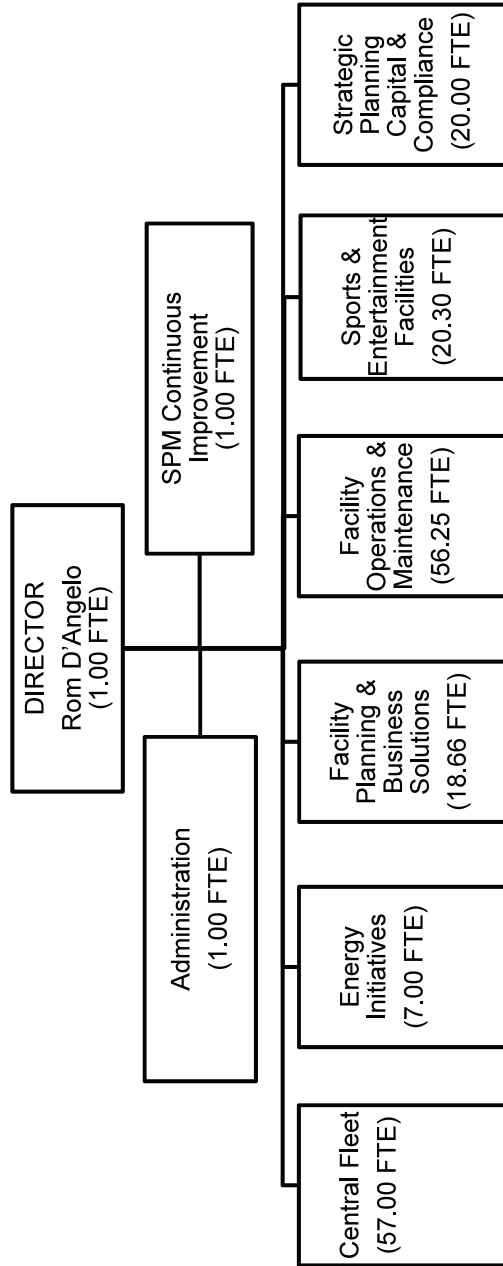 DIRECTOR
Rom D'Angelo
(1.00 FTE)
Administration
(1.00 FTE)
SPM Continuous
Improvement
(1.00 FTE)
Central Fleet
(57.00 FTE)
Energy
Initiatives
(7.00 FTE)
Facility
Planning &
Business
Solutions
(18.66 FTE)
Facility
Operations &
Maintenance
(56.25 FTE)
Sports &
Entertainment
Facilities
(20.30 FTE)
Strategic
Planning
Capital &
Compliance
(20.00 FTE)